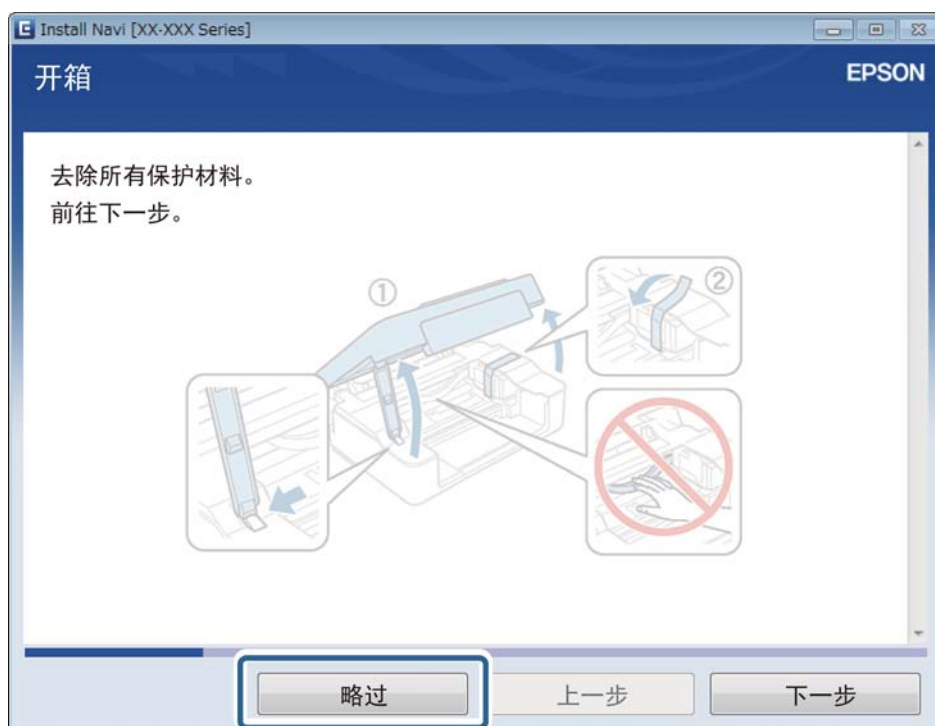 Install Navi [XX-XXX Series]
开箱
EPSON
去除所有保护材料。
前往下一步。
①
②
略过
上一步
下一步